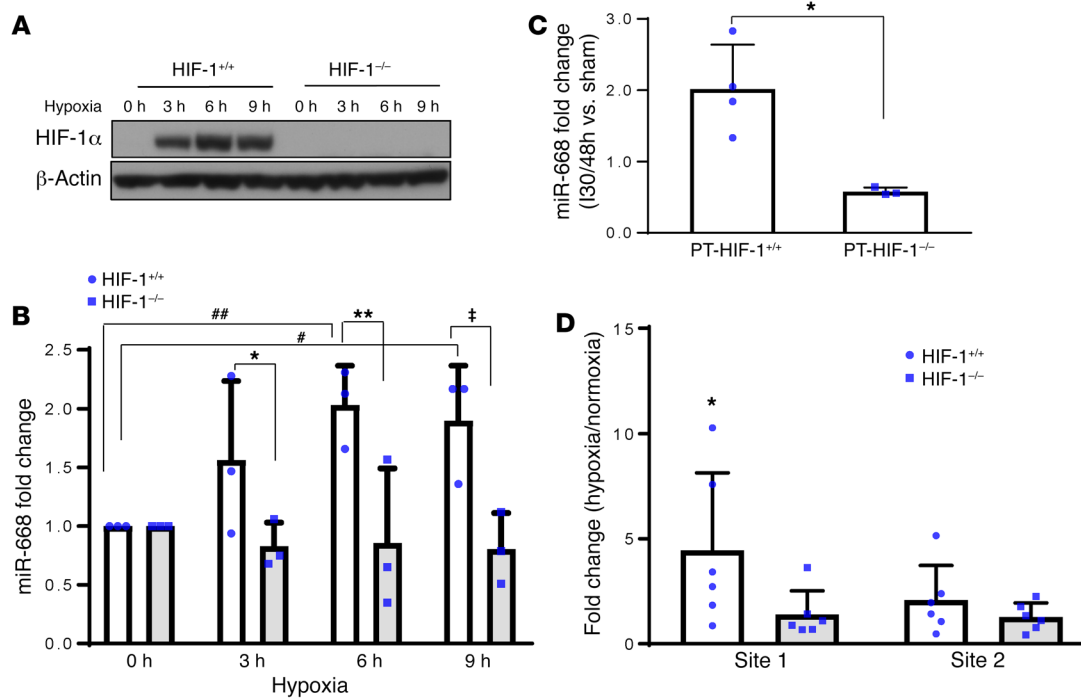 A
HIF-1+/+ HIF-1–/–
Hypoxia 0 h 3 h 6 h 9 h 0 h 3 h 6 h 9 h
HIF-1α
β-Actin
C
miR-668 fold change
(I30/48h vs. sham)
3.0
2.0
1.0
0.0
*
PT-HIF-1+/+ PT-HIF-1–/–
B
HIF-1+/+
HIF-1–/–
miR-668 fold change
2.5
2.0
1.5
1.0
0.5
0.0
##
#
*
**
‡
0 h 3 h 6 h 9 h
Hypoxia
D
Fold change (hypoxia/normoxia)
15
10
5
0
HIF-1+/+
HIF-1–/–
*
Site 1 Site 2